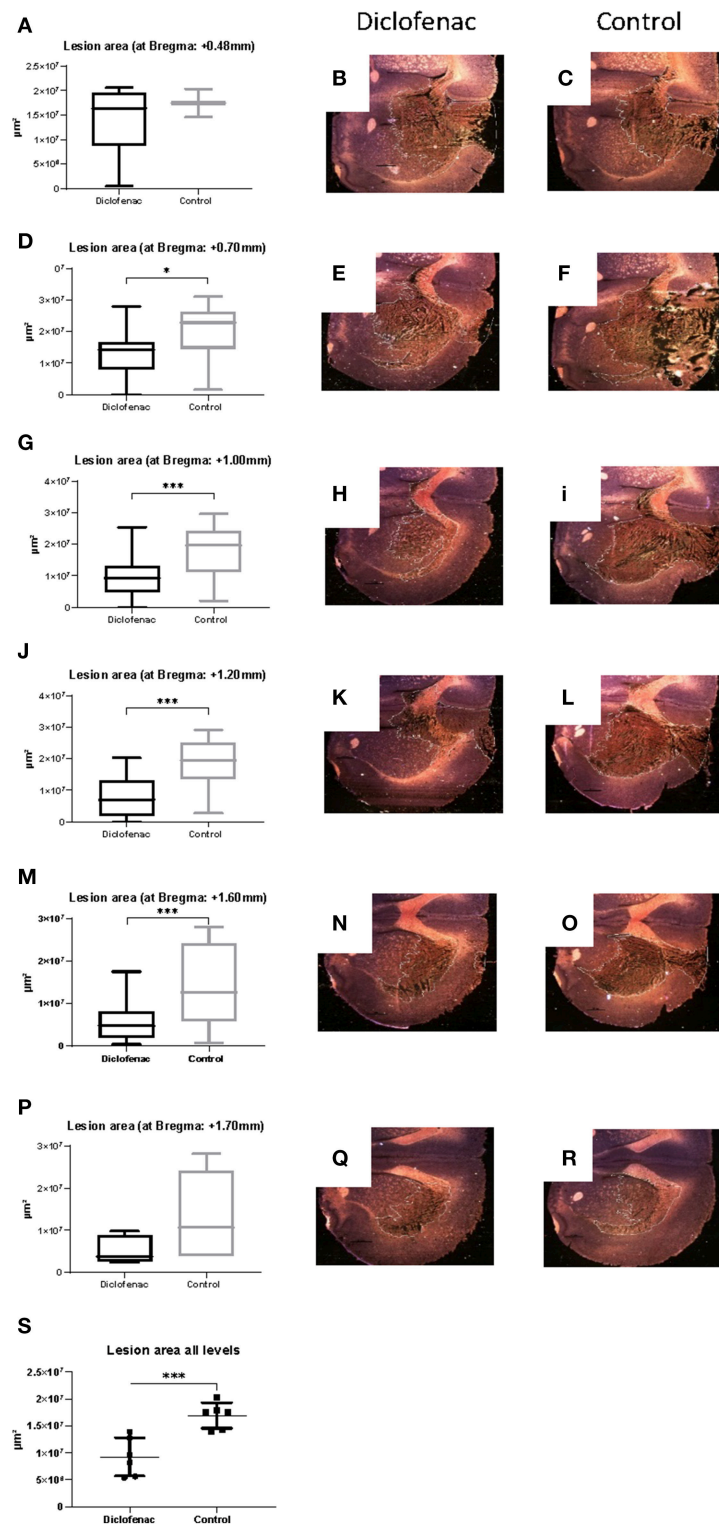 Diclofenac Control
A
Lesion area (at Bregma: +0.48mm)
2.5×10⁷
2.0×10⁷
1.5×10⁷
1.0×10⁷
5×10⁶
0
µm²
Diclofenac Control
B
C
D
Lesion area (at Bregma: +0.70mm)
0⁷
3×10⁷
2×10⁷
1×10⁷
0
µm²
*
Diclofenac Control
E
F
G
Lesion area (at Bregma: +1.00mm)
4×10⁷
3×10⁷
2×10⁷
1×10⁷
0
µm²
***
Diclofenac Control
H
i
J
Lesion area (at Bregma: +1.20mm)
4×10⁷
3×10⁷
2×10⁷
1×10⁷
0
µm²
***
Diclofenac Control
K
L
M
Lesion area (at Bregma: +1.60mm)
3×10⁷
2×10⁷
1×10⁷
0
µm²
***
Diclofenac Control
N
O
P
Lesion area (at Bregma: +1.70mm)
3×10⁷
2×10⁷
1×10⁷
0
µm²
Diclofenac Control
Q
R
S
Lesion area all levels
2.5×10⁷
2.0×10⁷
1.5×10⁷
1.0×10⁷
5×10⁶
0
µm²
***
Diclofenac Control